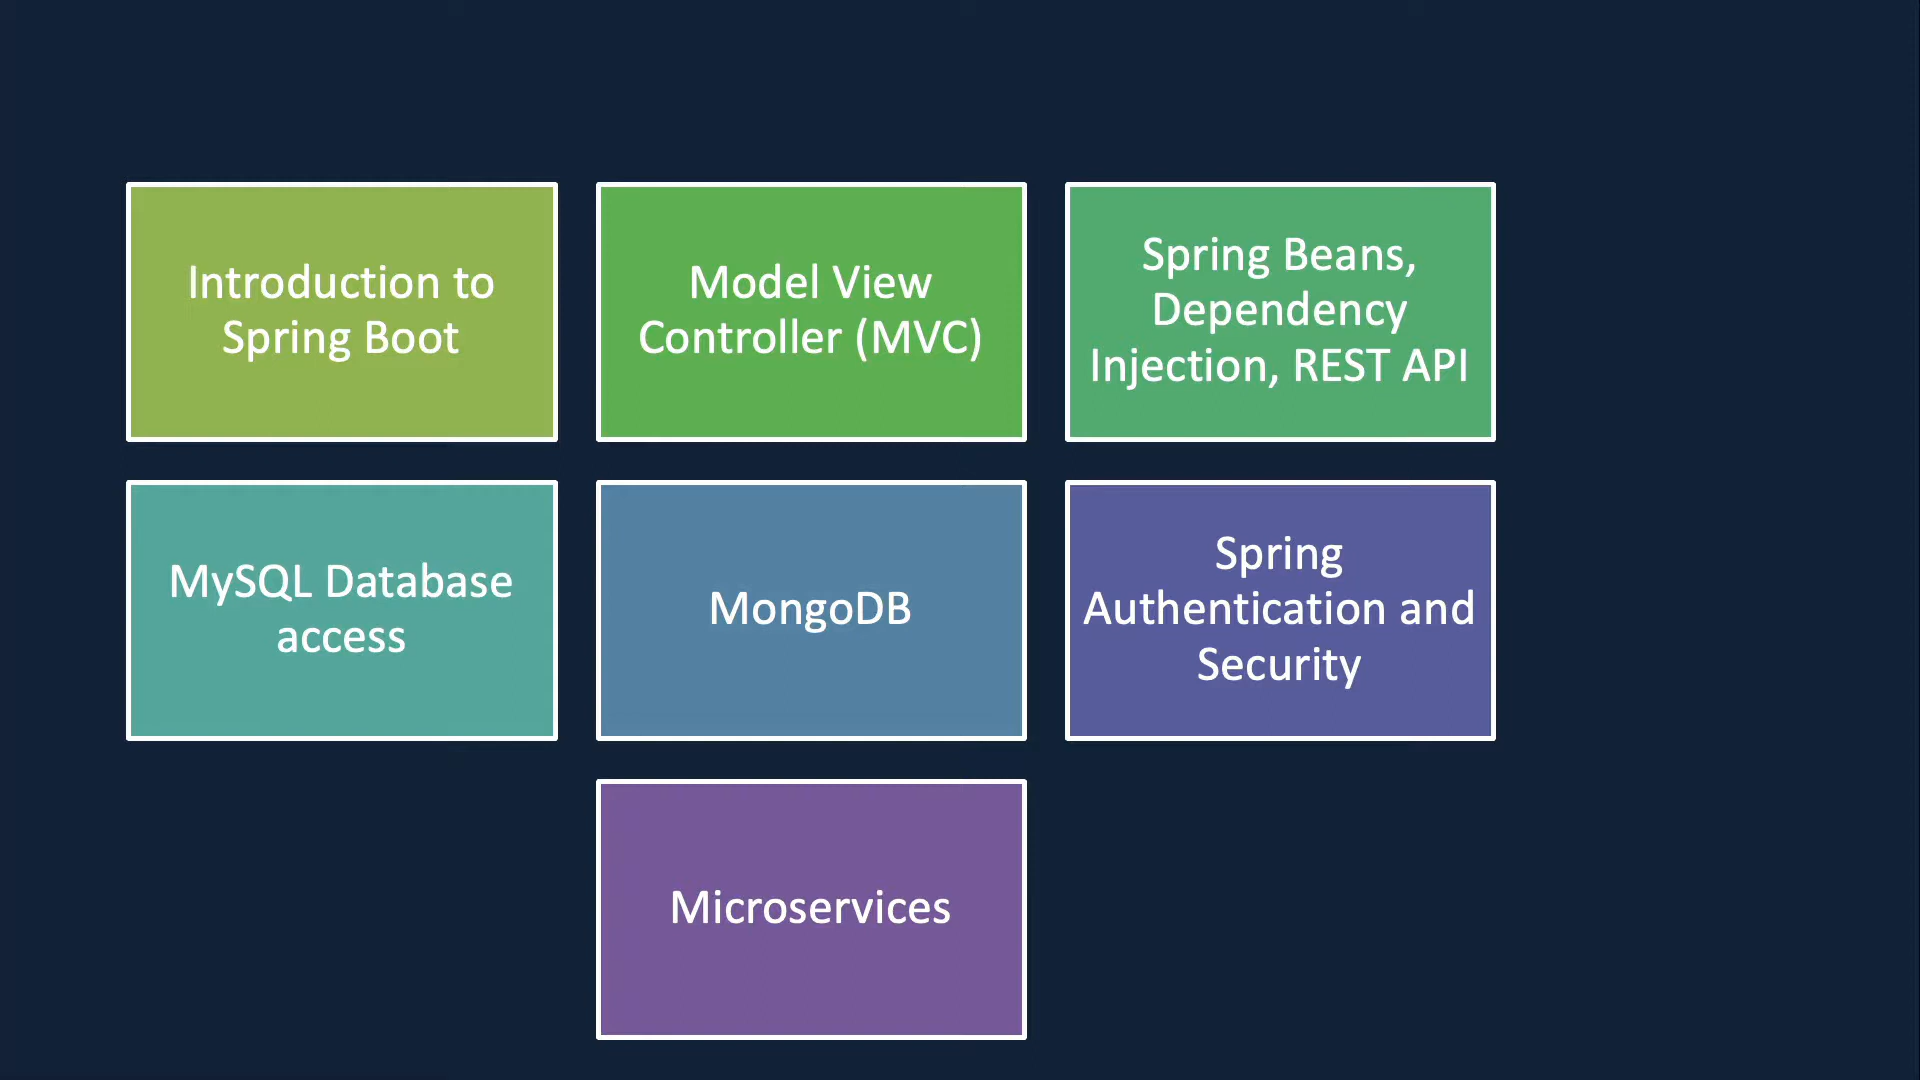 Introduction to
Spring Boot
Model View
Controller (MVC)
Spring Beans,
Dependency
Injection, REST API
MySQL Database
access
MongoDB
Spring
Authentication and
Security
Microservices